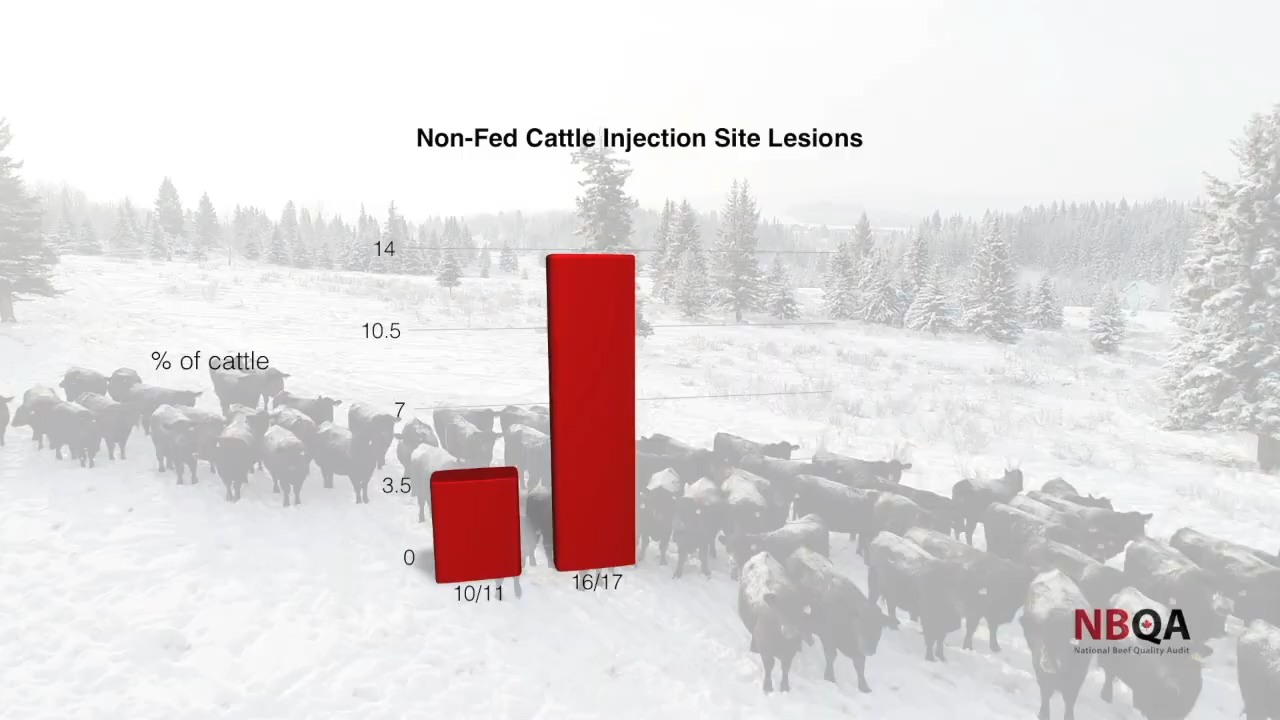 Non-Fed Cattle Injection Site Lesions
14
10.5
% of cattle
7
3.5
0
10/11
16/17
NBQA
National Beef Quality Audit